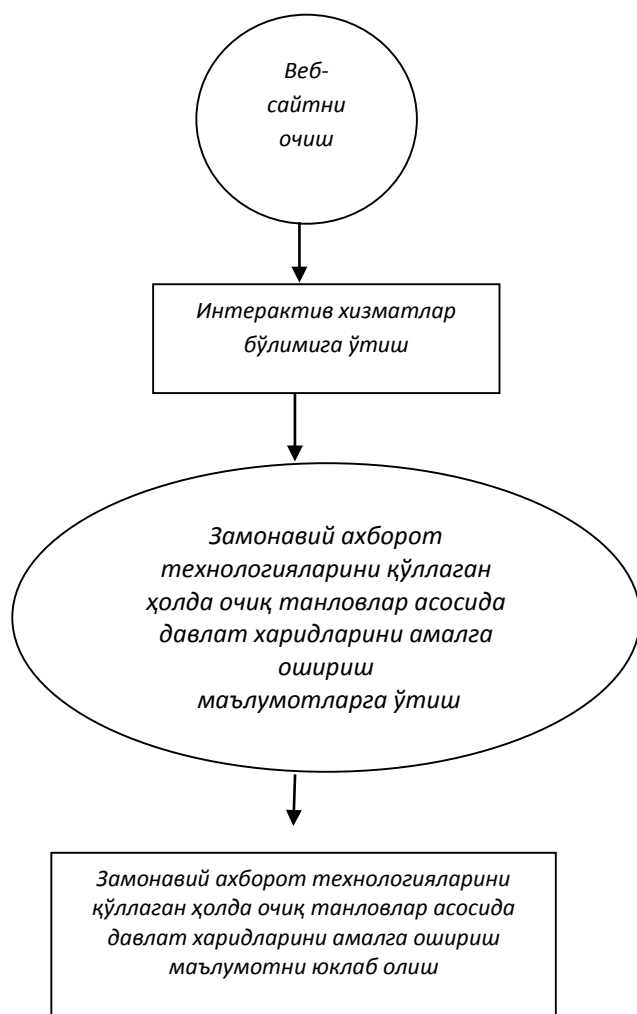 Веб-
сайтни
очиш
Интерактив хизматлар
бўлимига ўтиш
Замонавий ахборот
технологияларини қўллаган
ҳолда очиқ танловлар асосида
давлат харидларини амалга
ошириш
маълумотларга ўтиш
Замонавий ахборот технологияларини
қўллаган ҳолда очиқ танловлар асосида
давлат харидларини амалга ошириш
маълумотни юклаб олиш